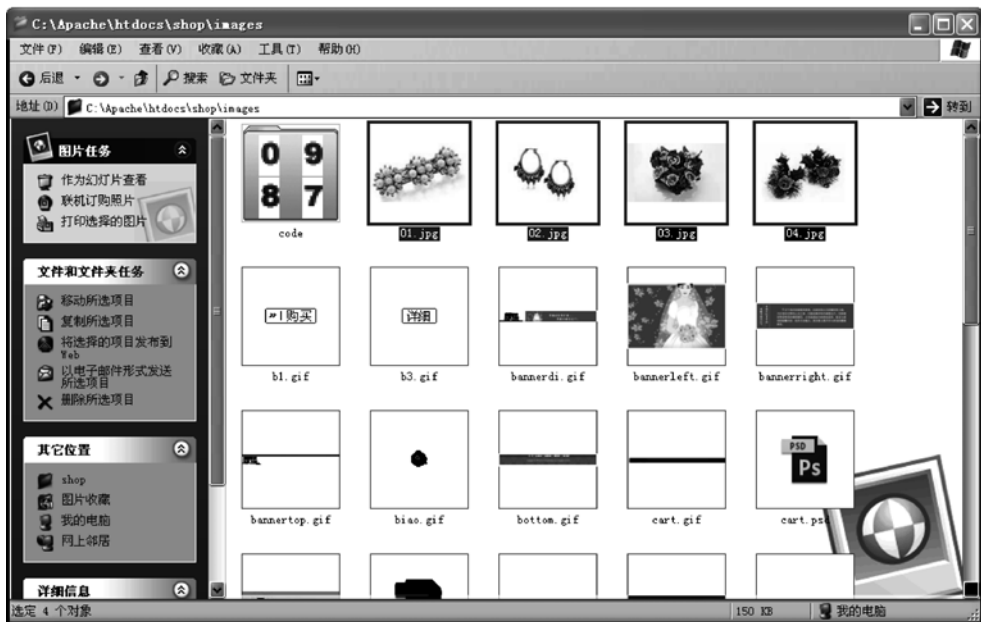 C:\Apache\htdocs\shop\images
文件(F) 编辑(E) 查看(V) 收藏(A) 工具(T) 帮助(H)
后退 搜索 文件夹
地址(D) C:\Apache\htdocs\shop\images 转到
图片任务
作为幻灯片查看
联机订购照片
打印选择的图片
文件和文件夹任务
移动所选项目
复制所选项目
将选择的项目发布到
Web
以电子邮件形式发送
所选项目
删除所选项目
其它位置
shop
图片收藏
我的电脑
网上邻居
详细信息
09
87
code 01.jpg 02.jpg 03.jpg 04.jpg
购买 详细
b1.gif b3.gif bannerdi.gif bannerleft.gif bannerright.gif
PSD
Ps
bannertop.gif biao.gif bottom.gif cart.gif cart.psd
选定 4 个对象 150 KB 我的电脑